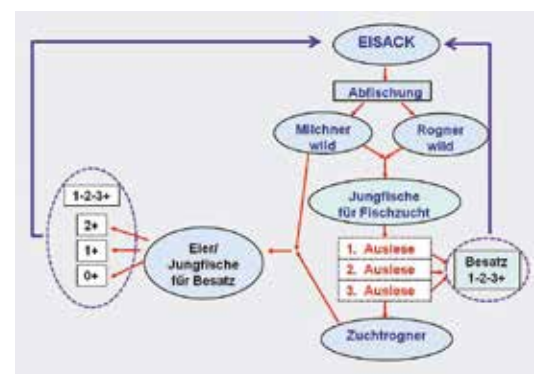 EISACK
Abfischung
Milchner
wild
Rogner
wild
Jungfische
für Fischzucht
1-2-3+
2+
1+
0+
Eier/
Jungfische
für Besatz
1. Auslese
2. Auslese
3. Auslese
Besatz
1-2-3+
Zuchtrogner